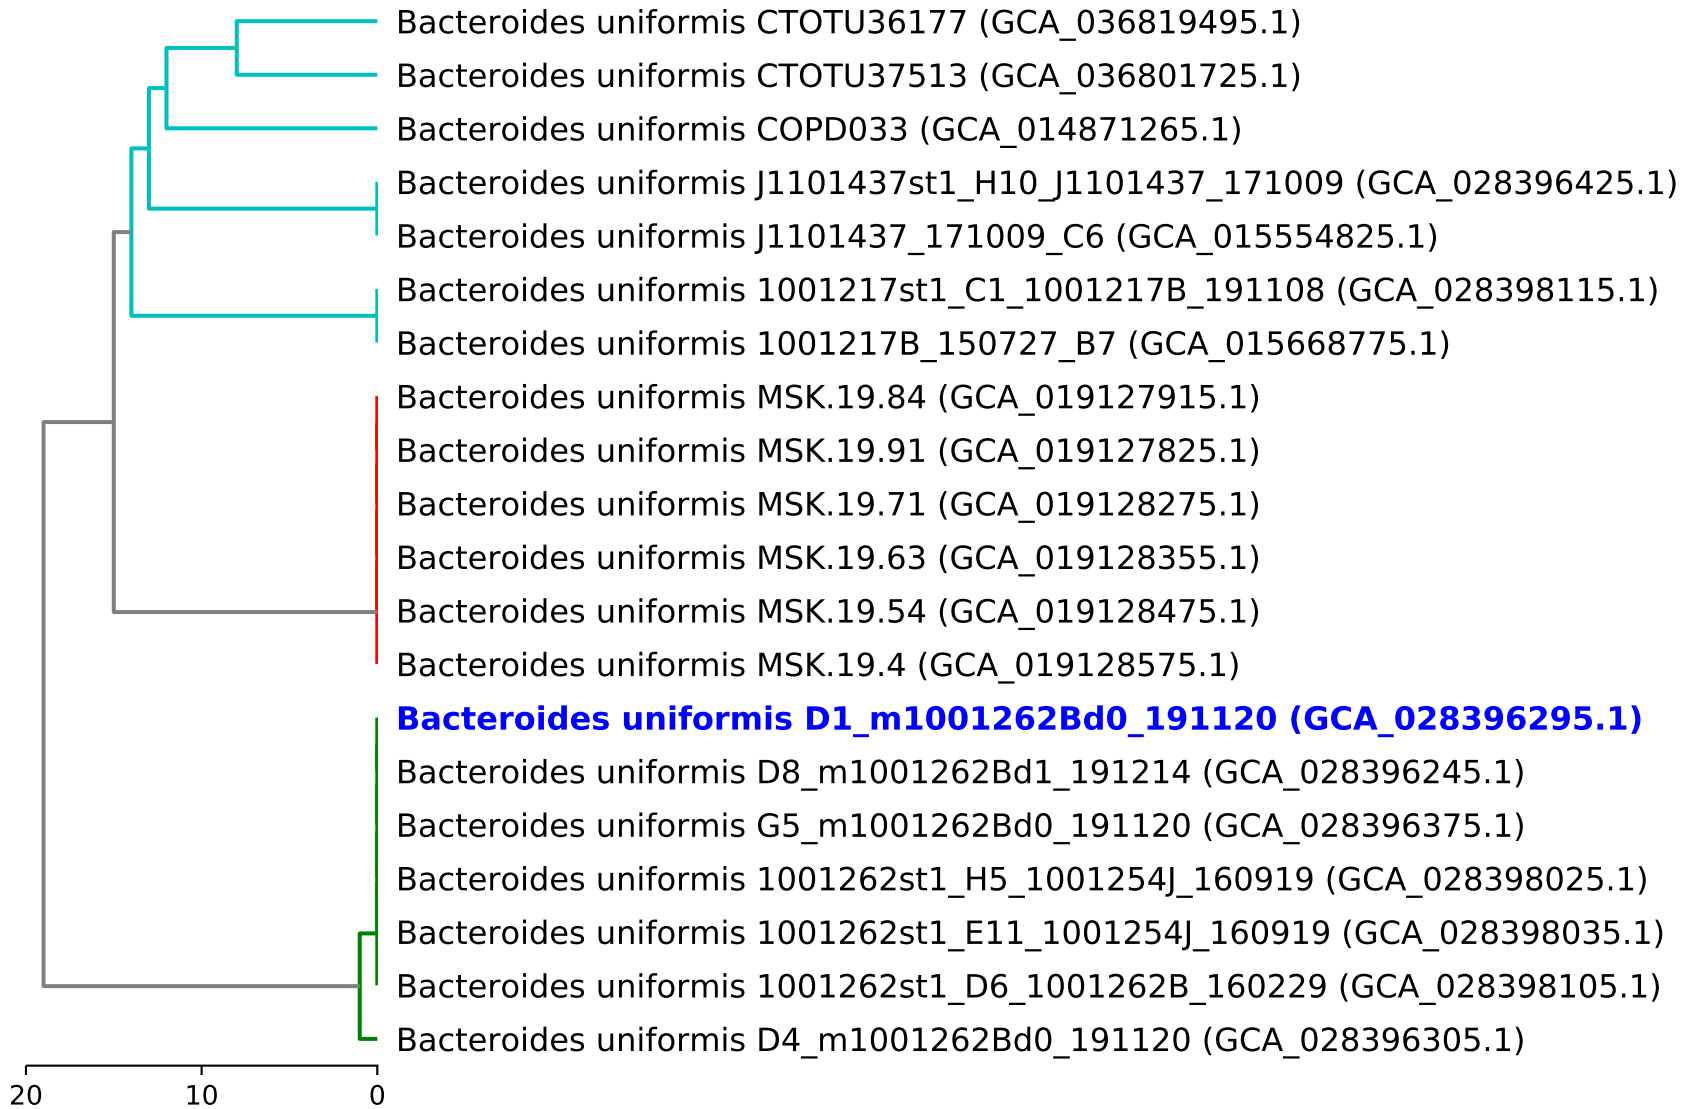 Bacteroides uniformis CTOTU36177 (GCA_036819495.1)
Bacteroides uniformis CTOTU37513 (GCA_036801725.1)
Bacteroides uniformis COPD033 (GCA_014871265.1)
Bacteroides uniformis J1101437st1_H10_J1101437_171009 (GCA_028396425.1)
Bacteroides uniformis J1101437_171009_C6 (GCA_015554825.1)
Bacteroides uniformis 1001217st1_C1_1001217B_191108 (GCA_028398115.1)
Bacteroides uniformis 1001217B_150727_B7 (GCA_015668775.1)
Bacteroides uniformis MSK.19.84 (GCA_019127915.1)
Bacteroides uniformis MSK.19.91 (GCA_019127825.1)
Bacteroides uniformis MSK.19.71 (GCA_019128275.1)
Bacteroides uniformis MSK.19.63 (GCA_019128355.1)
Bacteroides uniformis MSK.19.54 (GCA_019128475.1)
Bacteroides uniformis MSK.19.4 (GCA_019128575.1)
Bacteroides uniformis D1_m1001262Bd0_191120 (GCA_028396295.1)
Bacteroides uniformis D8_m1001262Bd1_191214 (GCA_028396245.1)
Bacteroides uniformis G5_m1001262Bd0_191120 (GCA_028396375.1)
Bacteroides uniformis 1001262st1_H5_1001254J_160919 (GCA_028398025.1)
Bacteroides uniformis 1001262st1_E11_1001254J_160919 (GCA_028398035.1)
Bacteroides uniformis 1001262st1_D6_1001262B_160229 (GCA_028398105.1)
Bacteroides uniformis D4_m1001262Bd0_191120 (GCA_028396305.1)
20 10 0